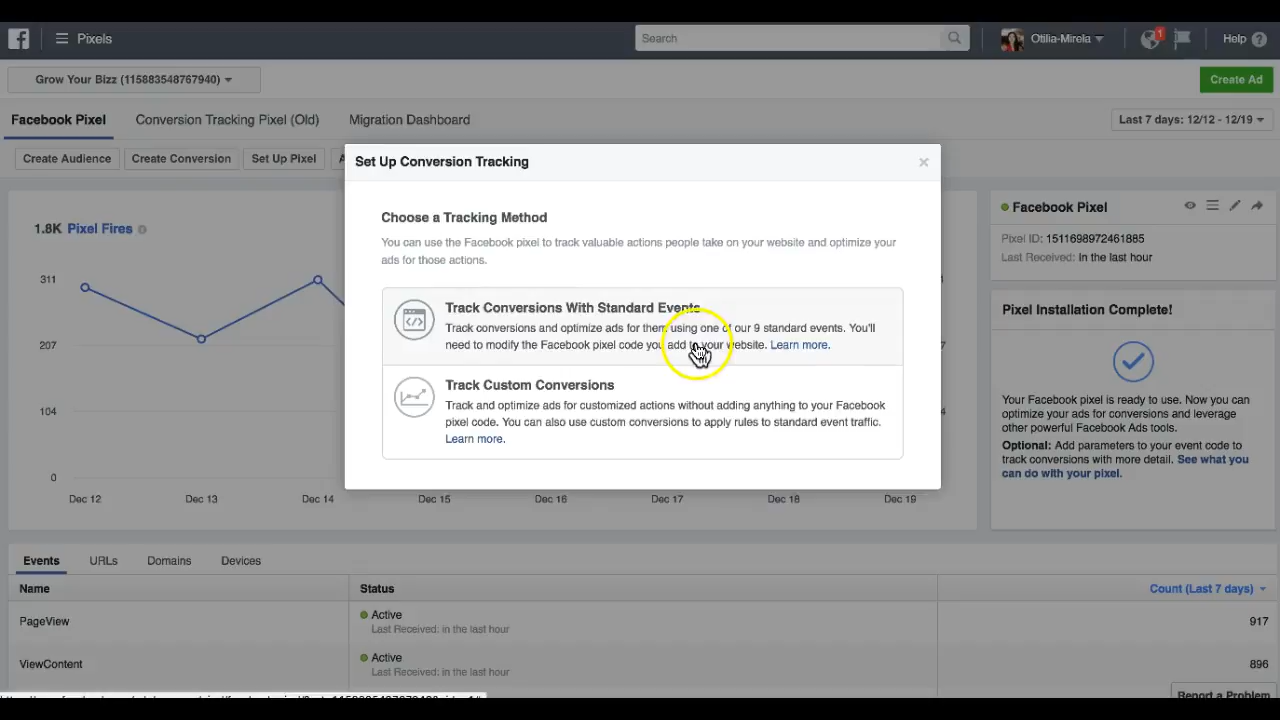 Pixels
Search
Otilia-Mirela
1
Help
Grow Your Bizz (115883548767940)
Create Ad
Facebook Pixel
Conversion Tracking Pixel (Old)
Migration Dashboard
Last 7 days: 12/12 - 12/19
Create Audience
Create Conversion
Set Up Pixel
Set Up Conversion Tracking
Choose a Tracking Method
You can use the Facebook pixel to track valuable actions people take on your website and optimize your
ads for those actions.
Track Conversions With Standard Events
Track conversions and optimize ads for them using one of our 9 standard events. You'll
need to modify the Facebook pixel code you add to your website. Learn more.
Track Custom Conversions
Track and optimize ads for customized actions without adding anything to your Facebook
pixel code. You can also use custom conversions to apply rules to standard event traffic.
Learn more.
1.8K Pixel Fires
311
207
104
0
Dec 12
Dec 13
Dec 14
Dec 15
Dec 16
Dec 17
Dec 18
Dec 19
Facebook Pixel
Pixel ID: 1511698972461885
Last Received: in the last hour
Pixel Installation Complete!
Your Facebook pixel is ready to use. Now you can
optimize your ads for conversions and leverage
other powerful Facebook Ads tools.
Optional: Add parameters to your event code to
track conversions with more detail. See what you
can do with your pixel.
Events
URLs
Domains
Devices
Name
Status
Count (Last 7 days)
PageView
Active
Last Received: in the last hour
917
ViewContent
Active
Last Received: in the last hour
896
Report a Problem